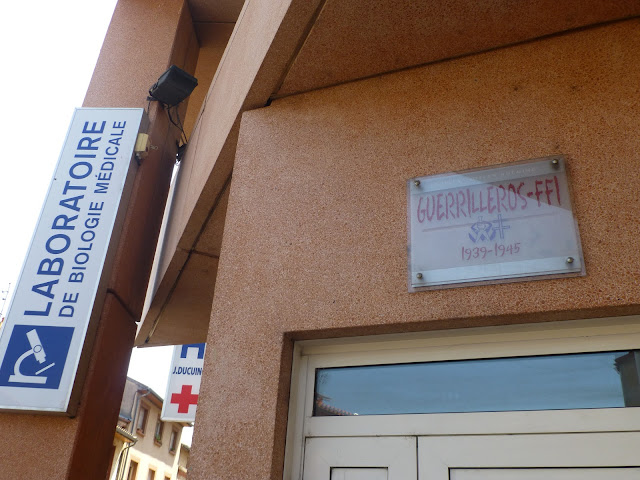 LABORATOIRE
DE BIOLOGIE MÉDICALE
GUERRILLEROS-FFI
1939-1945
J.DUCUING